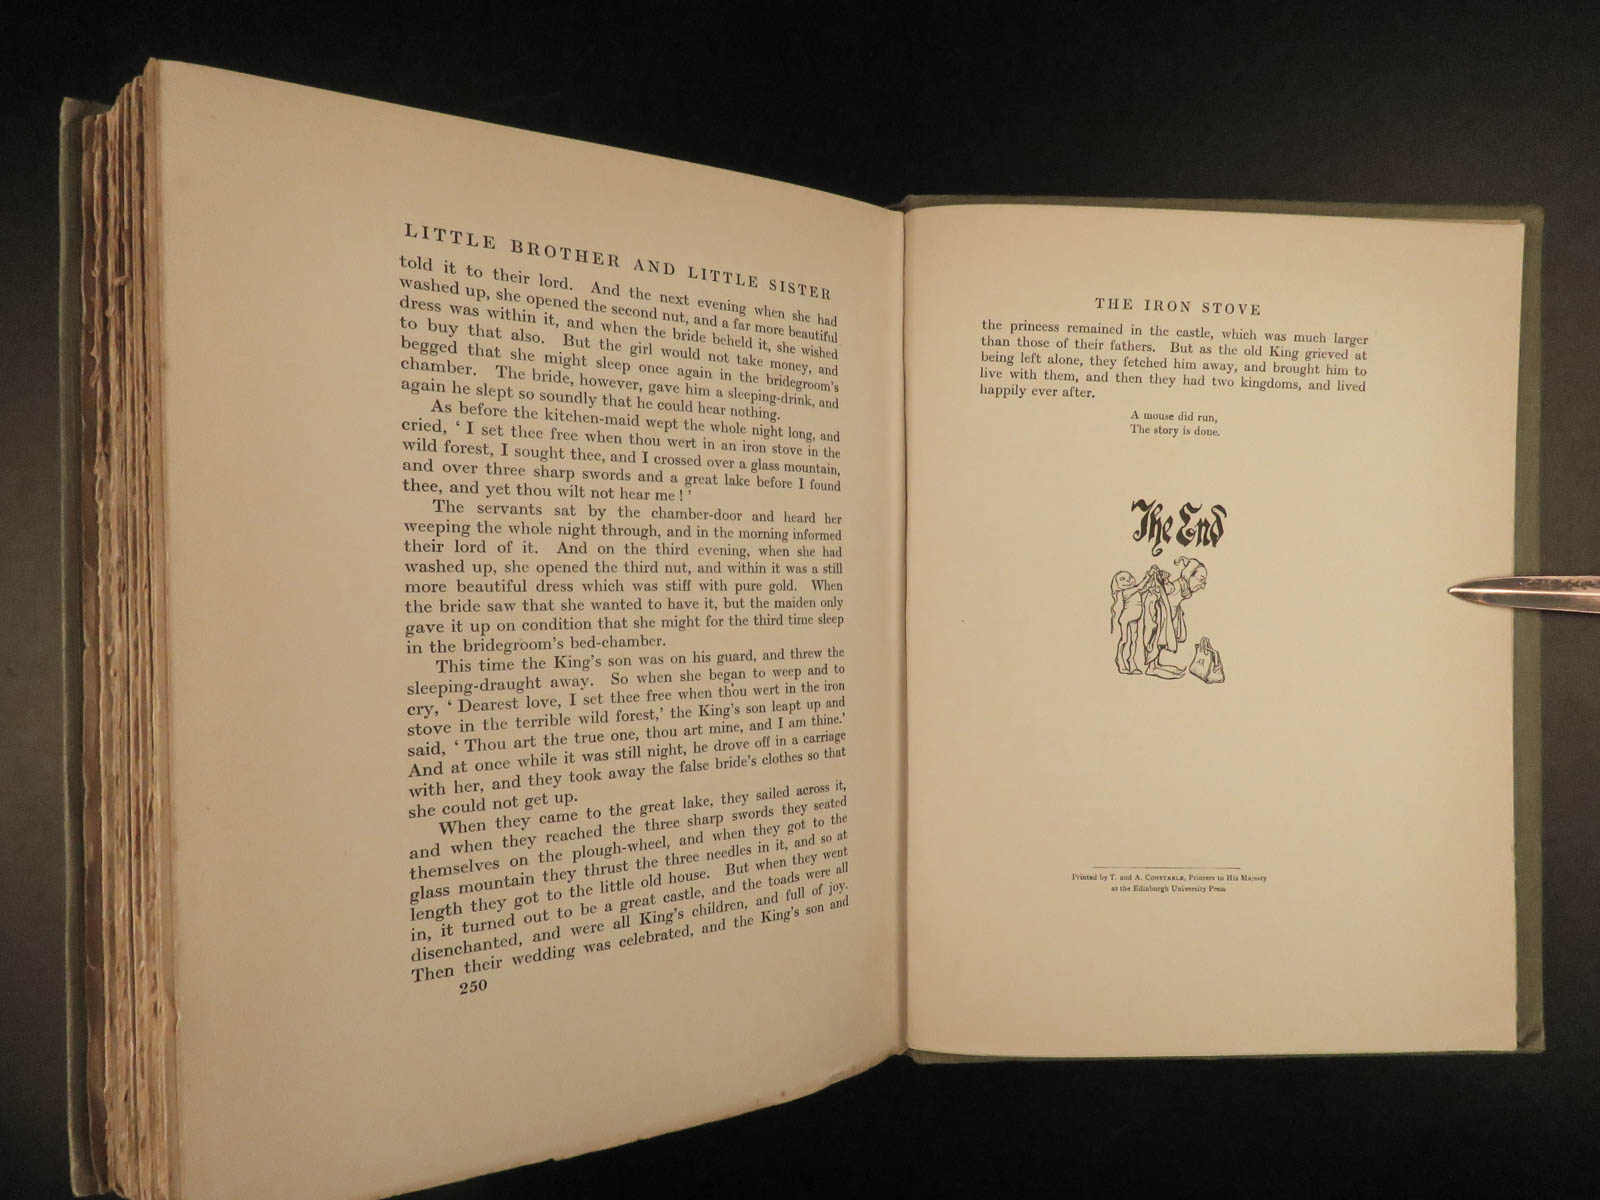 LITTLE BROTHER AND LITTLE SISTER
told it to their lord. And the next evening when she had
washed up, she opened the second nut, and a far more beautiful
dress was within it, and when the bride beheld it, she wished
to buy that also. But the girl would not take money, and
begged that she might sleep once again in the bridegroom's
chamber. The bride, however, gave him a sleeping-drink, and
again he slept so soundly that he could hear nothing.
As before the kitchen-maid wept the whole night long, and
cried, ' I set thee free when thou wert in an iron stove in the
wild forest, I sought thee, and I crossed over a glass mountain,
and over three sharp swords and a great lake before I found
thee, and yet thou wilt not hear me ! '
The servants sat by the chamber-door and heard her
weeping the whole night through, and in the morning informed
their lord of it. And on the third evening, when she had
washed up, she opened the third nut, and within it was a still
more beautiful dress which was stiff with pure gold. When
the bride saw that she wanted to have it, but the maiden only
gave it up on condition that she might for the third time sleep
in the bridegroom's bed-chamber.
This time the King's son was on his guard, and threw the
sleeping-draught away. So when she began to weep and to
cry, ' Dearest love, I set thee free when thou wert in the iron
stove in the terrible wild forest,' the King's son leapt up and
said, ' Thou art the true one, thou art mine, and I am thine.'
And at once while it was still night, he drove off in a carriage
with her, and they took away the false bride's clothes so that
she could not get up.
When they came to the great lake, they sailed across it,
and when they reached the three sharp swords they seated
themselves on the plough-wheel, and when they got to the
glass mountain they thrust the three needles in it, and so at
length they got to the little old house. But when they went
in, it turned out to be a great castle, and the toads were all
disenchanted, and were all King's children, and full of joy.
Then their wedding was celebrated, and the King's son and
250
THE IRON STOVE
the princess remained in the castle, which was much larger
than those of their fathers. But as the old King grieved at
being left alone, they fetched him away, and brought him to
live with them, and then they had two kingdoms, and lived
happily ever after.
A mouse did run,
The story is done.
The End
AR
Printed by T. and A. CONSTABLE, Printers to His Majesty
at the Edinburgh University Press